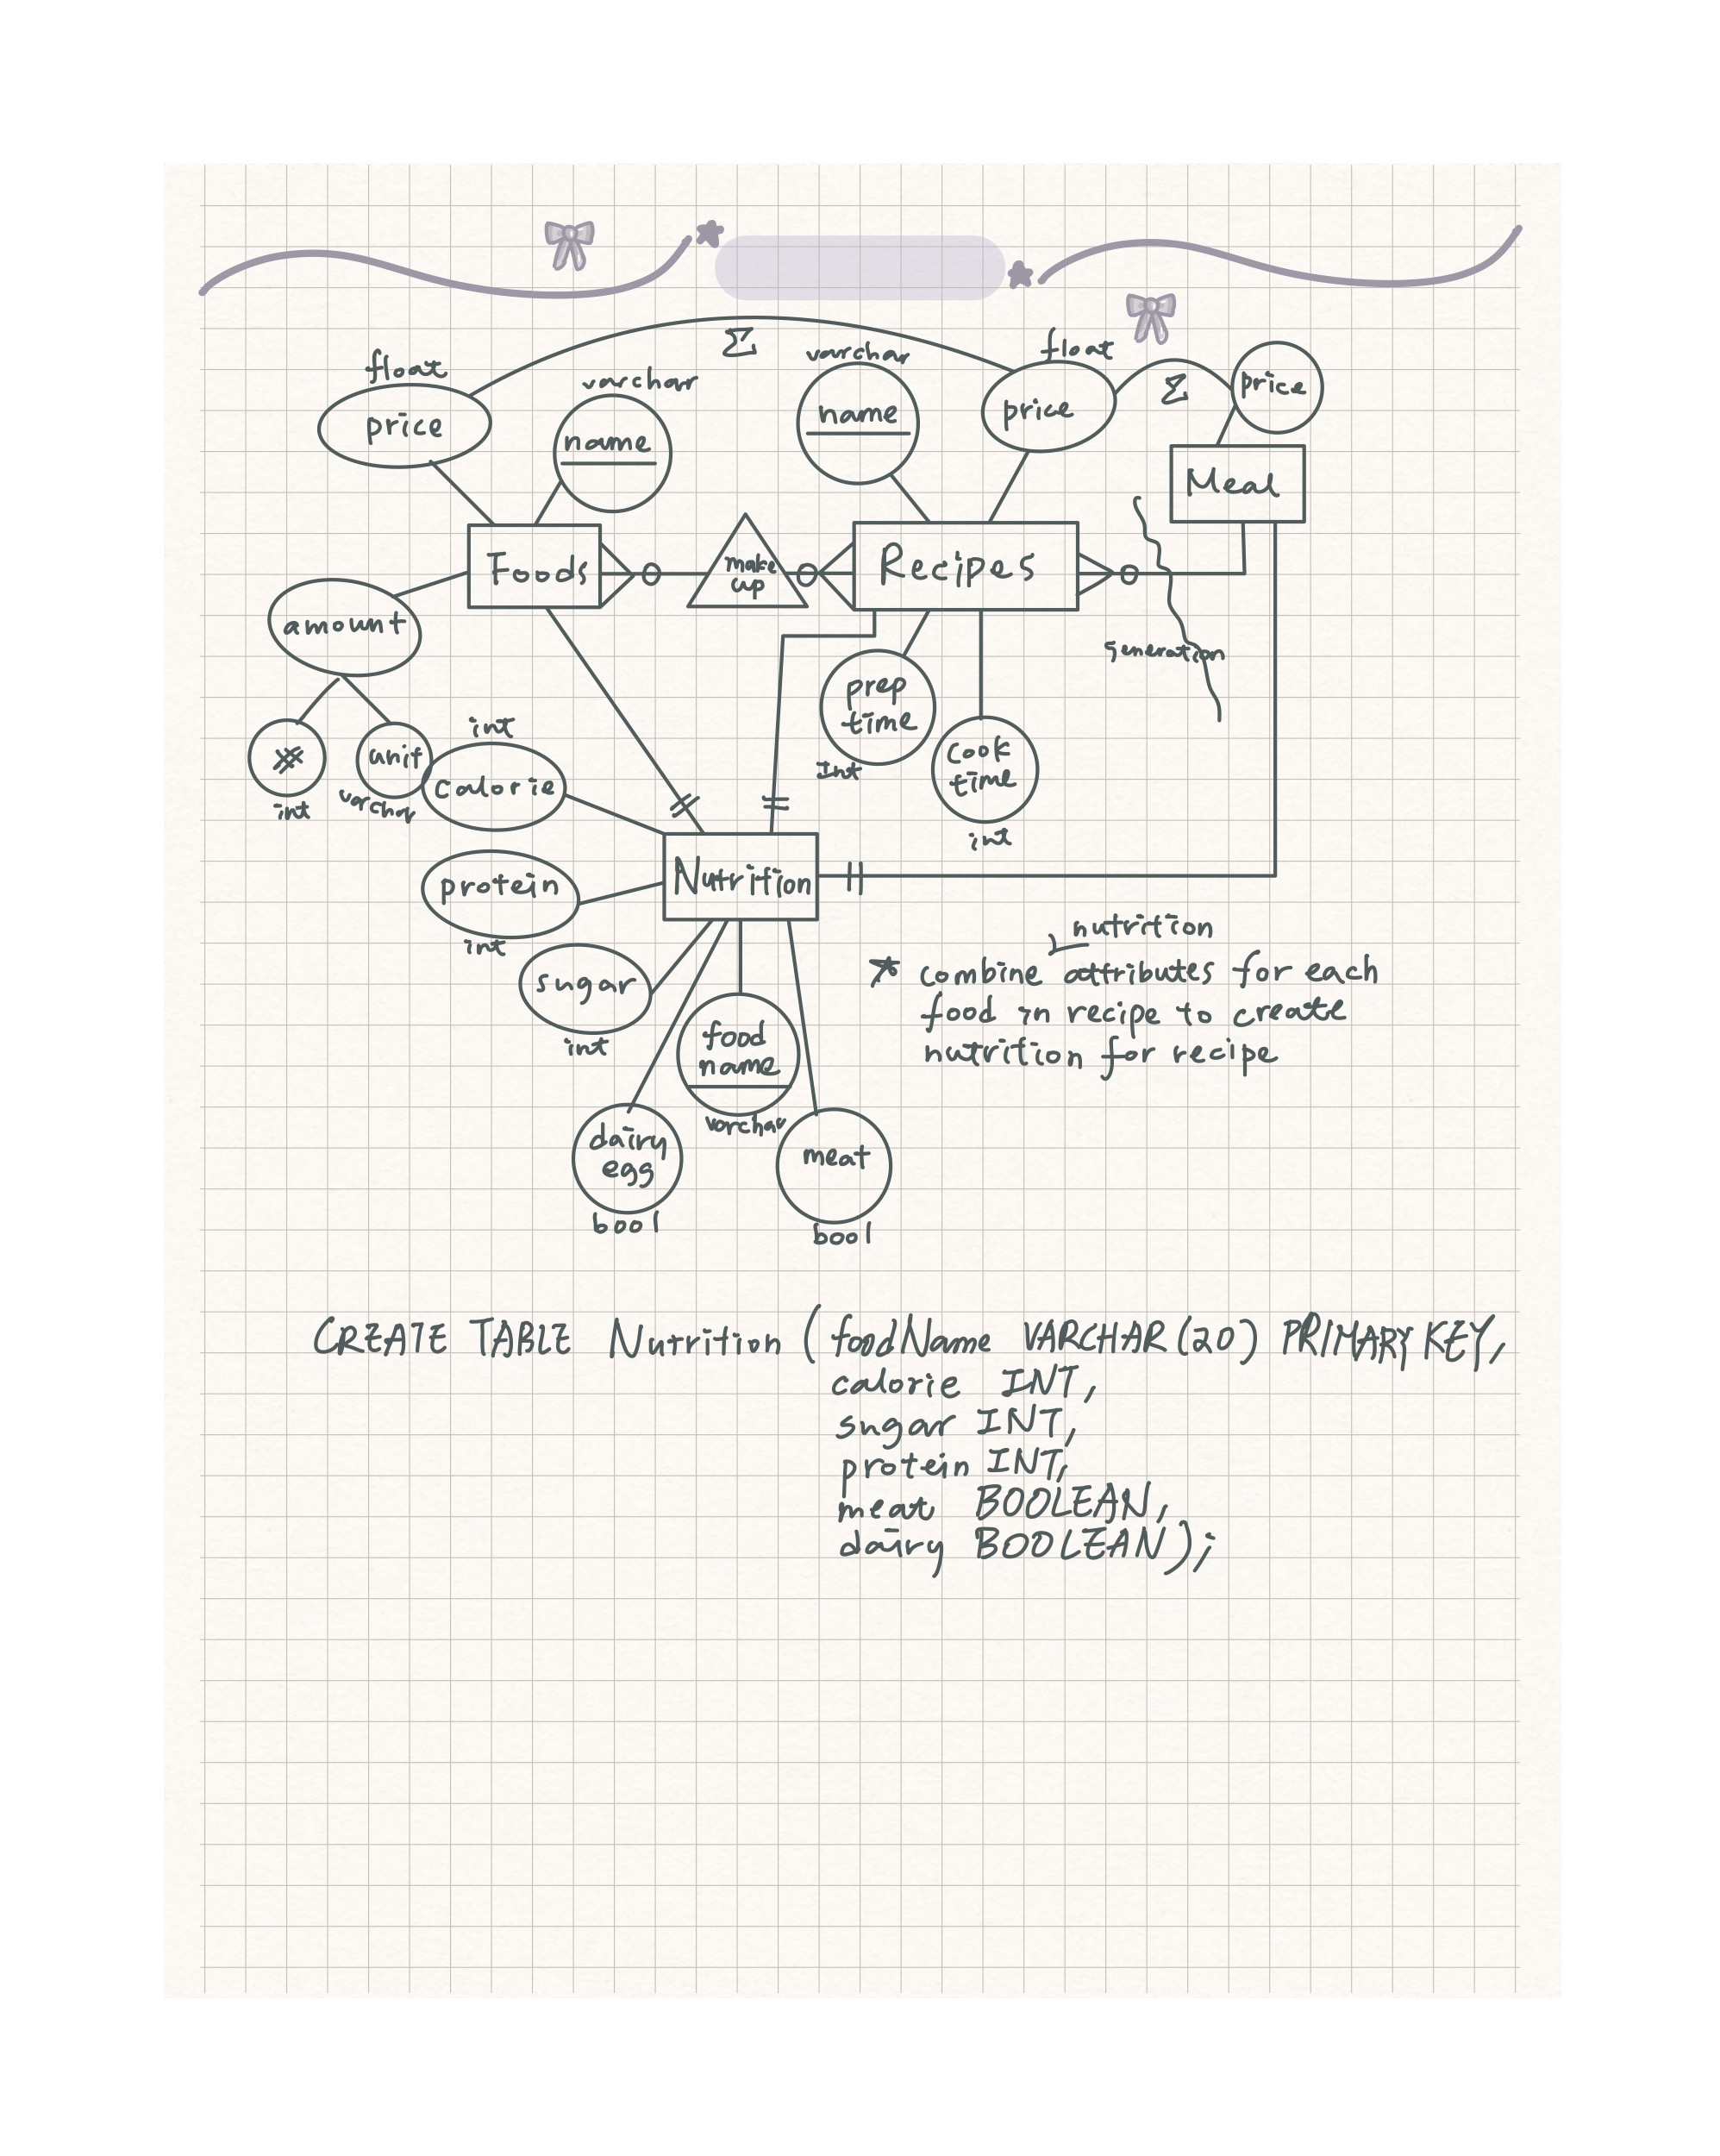 Σ
float
varchar
varchar
float
price
name
name
price
Σ
price
Meal
Foods
make
up
Recipes
amount
generation
prep
time
Int
cook
time
int
#
int
unit
varchar
int
calorie
protein
int
Nutrition
sugar
int
food
name
varchar
dairy
egg
bool
meat
bool
nutrition
* combine attributes for each
food in recipe to create
nutrition for recipe
CREATE TABLE Nutrition (foodName VARCHAR(20) PRIMARY KEY,
calorie INT,
sugar INT,
protein INT,
meat BOOLEAN,
dairy BOOLEAN);